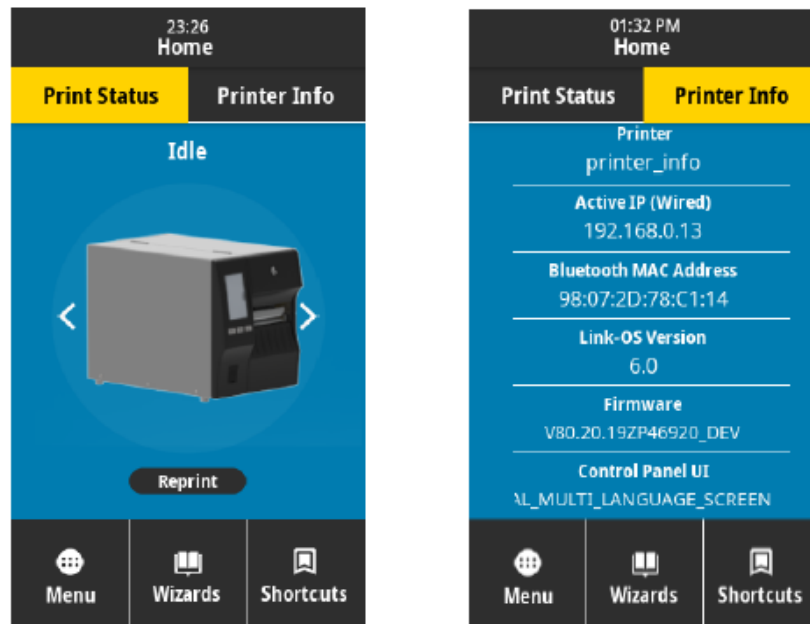 23:26
Home
Print Status
Printer Info
Idle
Reprint
Menu
Wizards
Shortcuts
01:32 PM
Home
Print Status
Printer Info
Printer
printer_info
Active IP (Wired)
192.168.0.13
Bluetooth MAC Address
98:07:2D:78:C1:14
Link-OS Version
6.0
Firmware
V80.20.19ZP46920_DEV
Control Panel UI
AL_MULTI_LANGUAGE_SCREEN
Menu
Wizards
Shortcuts